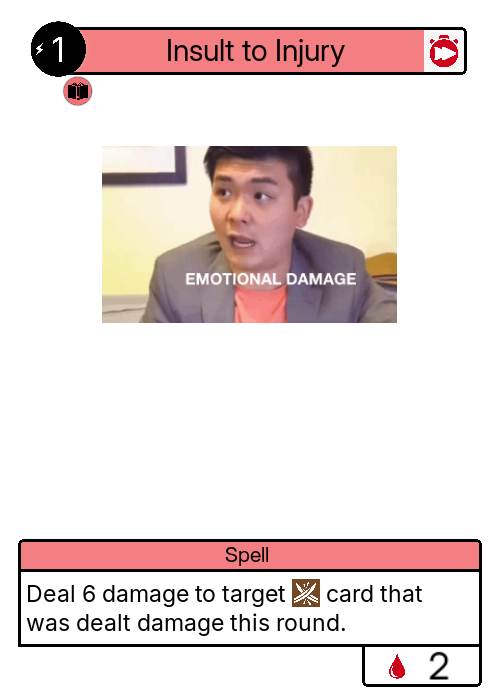 1
Insult to Injury
EMOTIONAL DAMAGE
Spell
Deal 6 damage to target card that
was dealt damage this round.
2